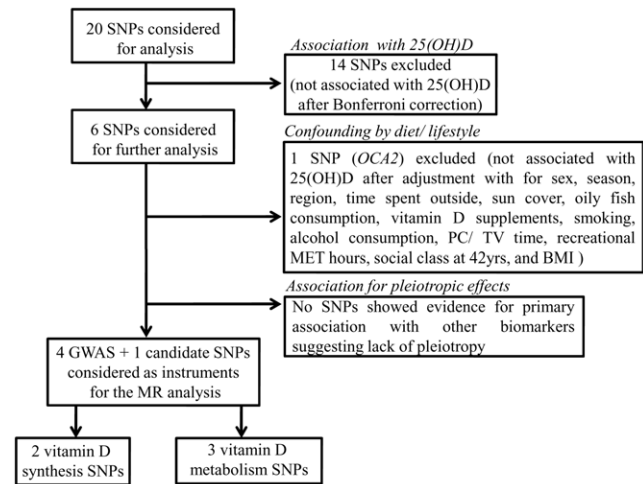 20 SNPs considered
for analysis
Association with 25(OH)D
14 SNPs excluded
(not associated with 25(OH)D
after Bonferroni correction)
6 SNPs considered
for further analysis
Confounding by diet/ lifestyle
1 SNP (OCA2) excluded (not associated with
25(OH)D after adjustment with for sex, season,
region, time spent outside, sun cover, oily fish
consumption, vitamin D supplements, smoking,
alcohol consumption, PC/ TV time, recreational
MET hours, social class at 42yrs, and BMI )
Association for pleiotropic effects
No SNPs showed evidence for primary
association with other biomarkers
suggesting lack of pleiotropy
4 GWAS + 1 candidate SNPs
considered as instruments
for the MR analysis
2 vitamin D
synthesis SNPs
3 vitamin D
metabolism SNPs